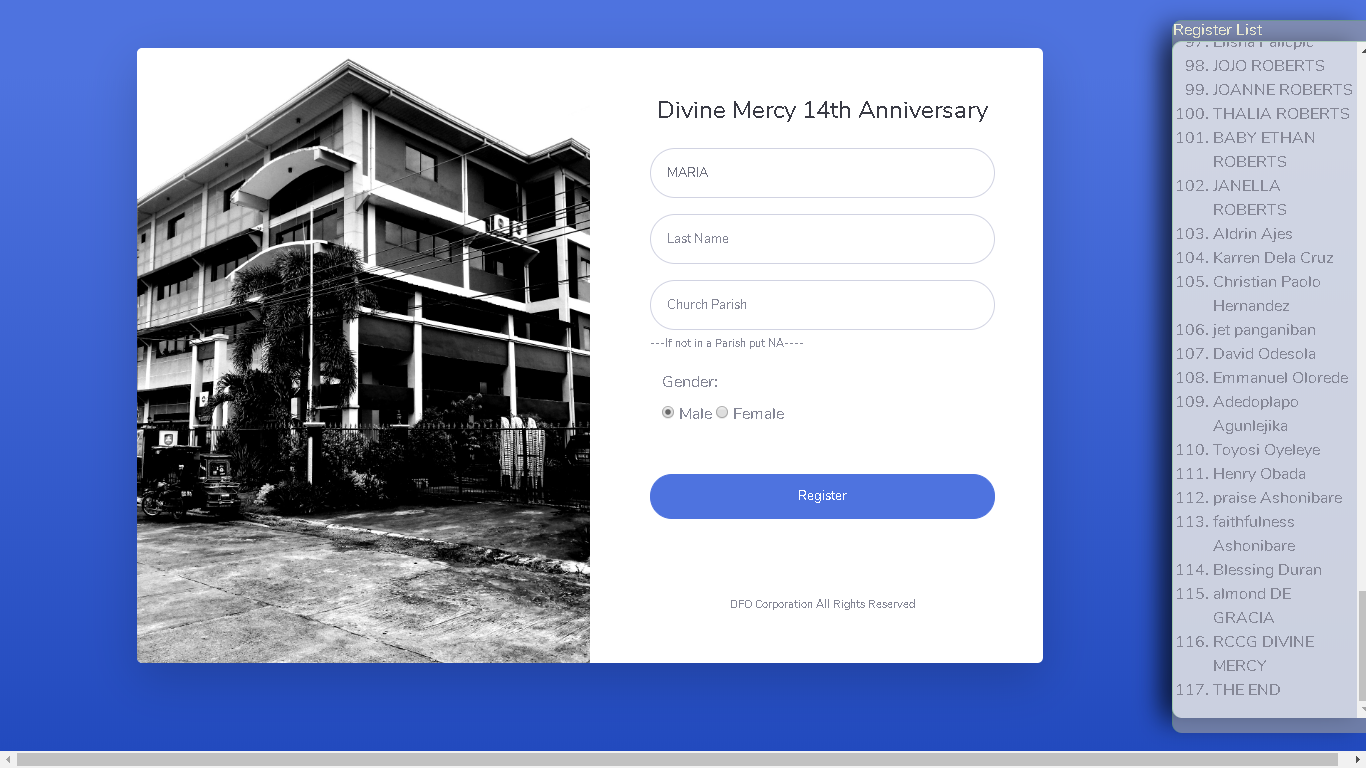 Divine Mercy 14th Anniversary
MARIA
Last Name
Church Parish
---If not in a Parish put NA----
Gender:
Male Female
Register
DFO Corporation All Rights Reserved
Register List
97. Elisha
98. JOJO ROBERTS
99. JOANNE ROBERTS
100. THALIA ROBERTS
101. BABY ETHAN
ROBERTS
102. JANELLA
ROBERTS
103. Aldrin Ajes
104. Karren Dela Cruz
105. Christian Paolo
Hernandez
106. jet panganiban
107. David Odesola
108. Emmanuel Olorede
109. Adedoplapo
Agunlejika
110. Toyosi Oyeleye
111. Henry Obada
112. praise Ashonibare
113. faithfulness
Ashonibare
114. Blessing Duran
115. almond DE
GRACIA
116. RCCG DIVINE
MERCY
117. THE END